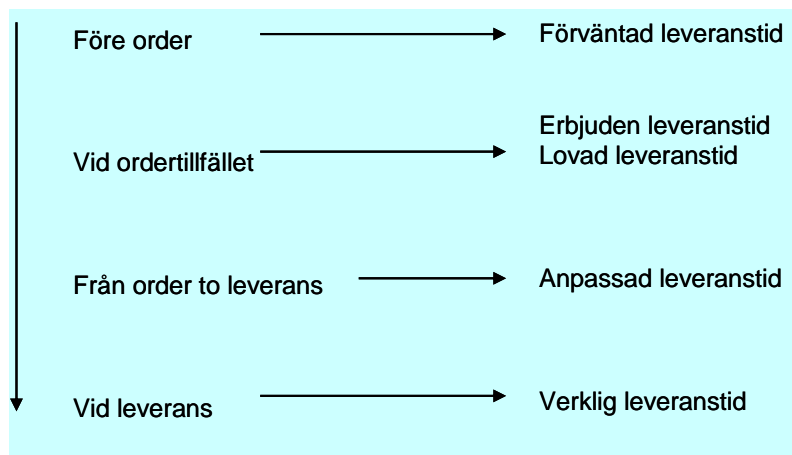 Före order
Förväntad leveranstid
Vid ordertillfället
Erbjuden leveranstid
Lovad leveranstid
Från order to leverans
Anpassad leveranstid
Vid leverans
Verklig leveranstid